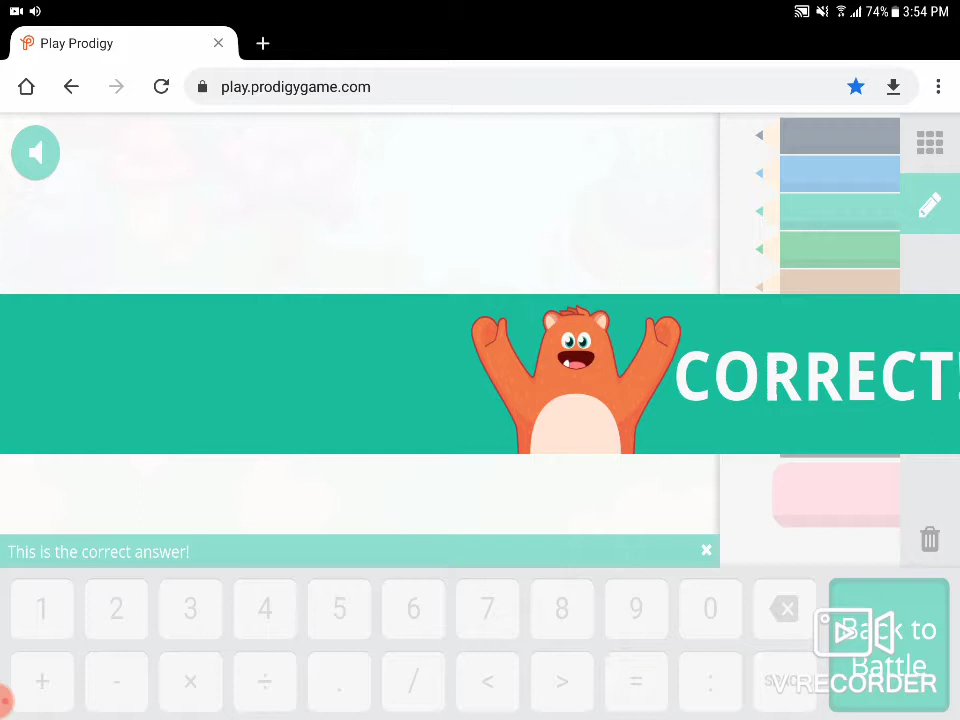 74% 3:54 PM
Play Prodigy
play.prodigygame.com
CORRECT!
This is the correct answer!
1 2 3 4 5 6 7 8 9 0
Back to
Battle
+ - × ÷ . / < > = :
V RECORDER